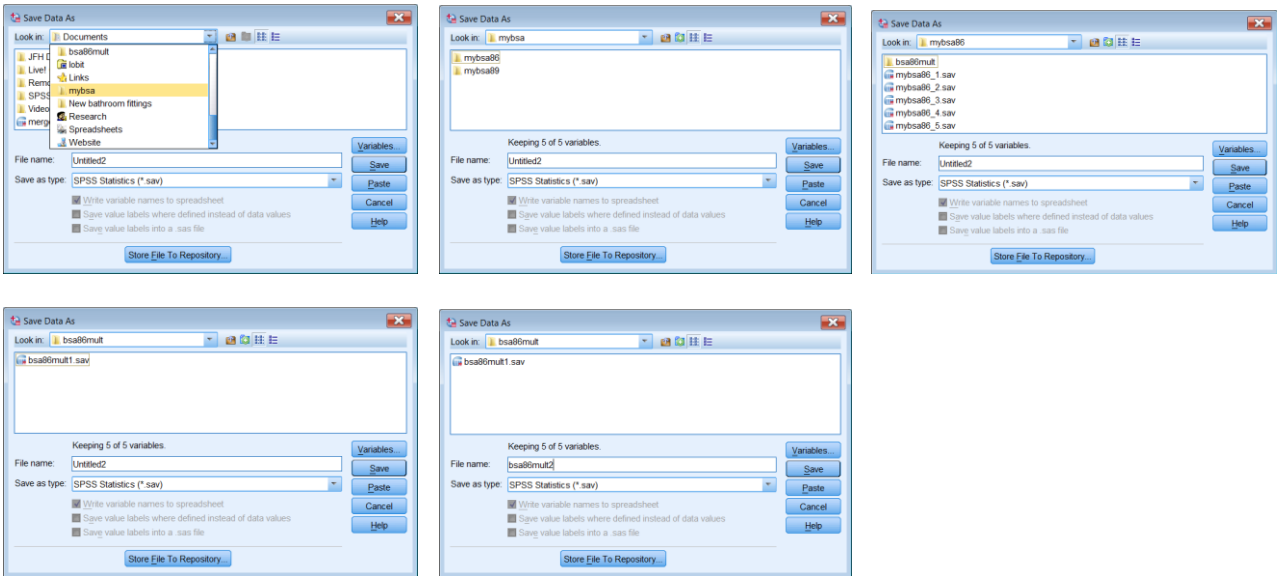 Save Data As
Look in: Documents
JFH D
Live!
Remo
SPSS
Video
merge
bsa86mult
lobit
Links
mybsa
New bathroom fittings
Research
Spreadsheets
Website
Variables...
File name: Untitled2
Save
Save as type: SPSS Statistics (*.sav)
Paste
Write variable names to spreadsheet
Cancel
Save value labels where defined instead of data values
Save value labels into a .sas file
Help
Store File To Repository...
Save Data As
Look in: mybsa
mybsa86
mybsa89
Keeping 5 of 5 variables.
Variables...
File name: Untitled2
Save
Save as type: SPSS Statistics (*.sav)
Paste
Write variable names to spreadsheet
Cancel
Save value labels where defined instead of data values
Save value labels into a .sas file
Help
Store File To Repository...
Save Data As
Look in: mybsa86
bsa86mult
mybsa86_1.sav
mybsa86_2.sav
mybsa86_3.sav
mybsa86_4.sav
mybsa86_5.sav
Keeping 5 of 5 variables.
Variables...
File name: Untitled2
Save
Save as type: SPSS Statistics (*.sav)
Paste
Write variable names to spreadsheet
Cancel
Save value labels where defined instead of data values
Save value labels into a .sas file
Help
Store File To Repository...
Save Data As
Look in: bsa86mult
bsa86mult1.sav
Keeping 5 of 5 variables.
Variables...
File name: Untitled2
Save
Save as type: SPSS Statistics (*.sav)
Paste
Write variable names to spreadsheet
Cancel
Save value labels where defined instead of data values
Save value labels into a .sas file
Help
Store File To Repository...
Save Data As
Look in: bsa86mult
bsa86mult1.sav
Keeping 5 of 5 variables.
Variables...
File name: bsa86mult2
Save
Save as type: SPSS Statistics (*.sav)
Paste
Write variable names to spreadsheet
Cancel
Save value labels where defined instead of data values
Save value labels into a .sas file
Help
Store File To Repository...